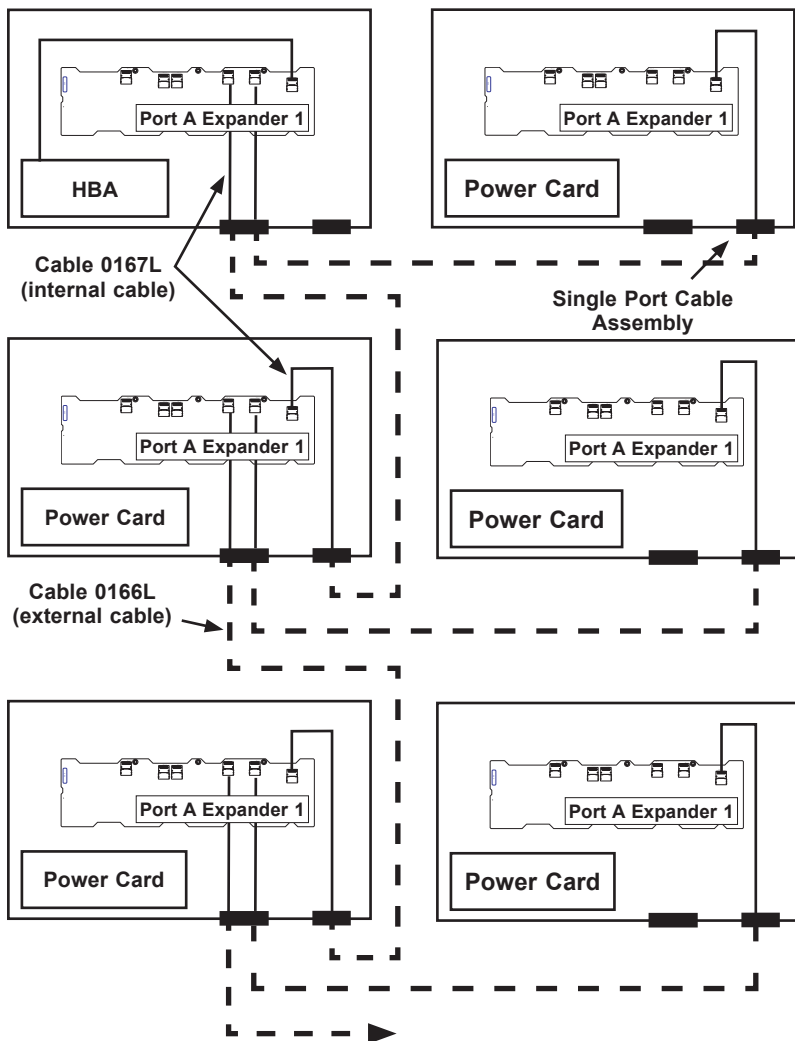 Port A Expander 1
HBA
Port A Expander 1
Power Card
Cable 0167L
(internal cable)
Single Port Cable
Assembly
Port A Expander 1
Power Card
Port A Expander 1
Power Card
Cable 0166L
(external cable)
Port A Expander 1
Power Card
Port A Expander 1
Power Card